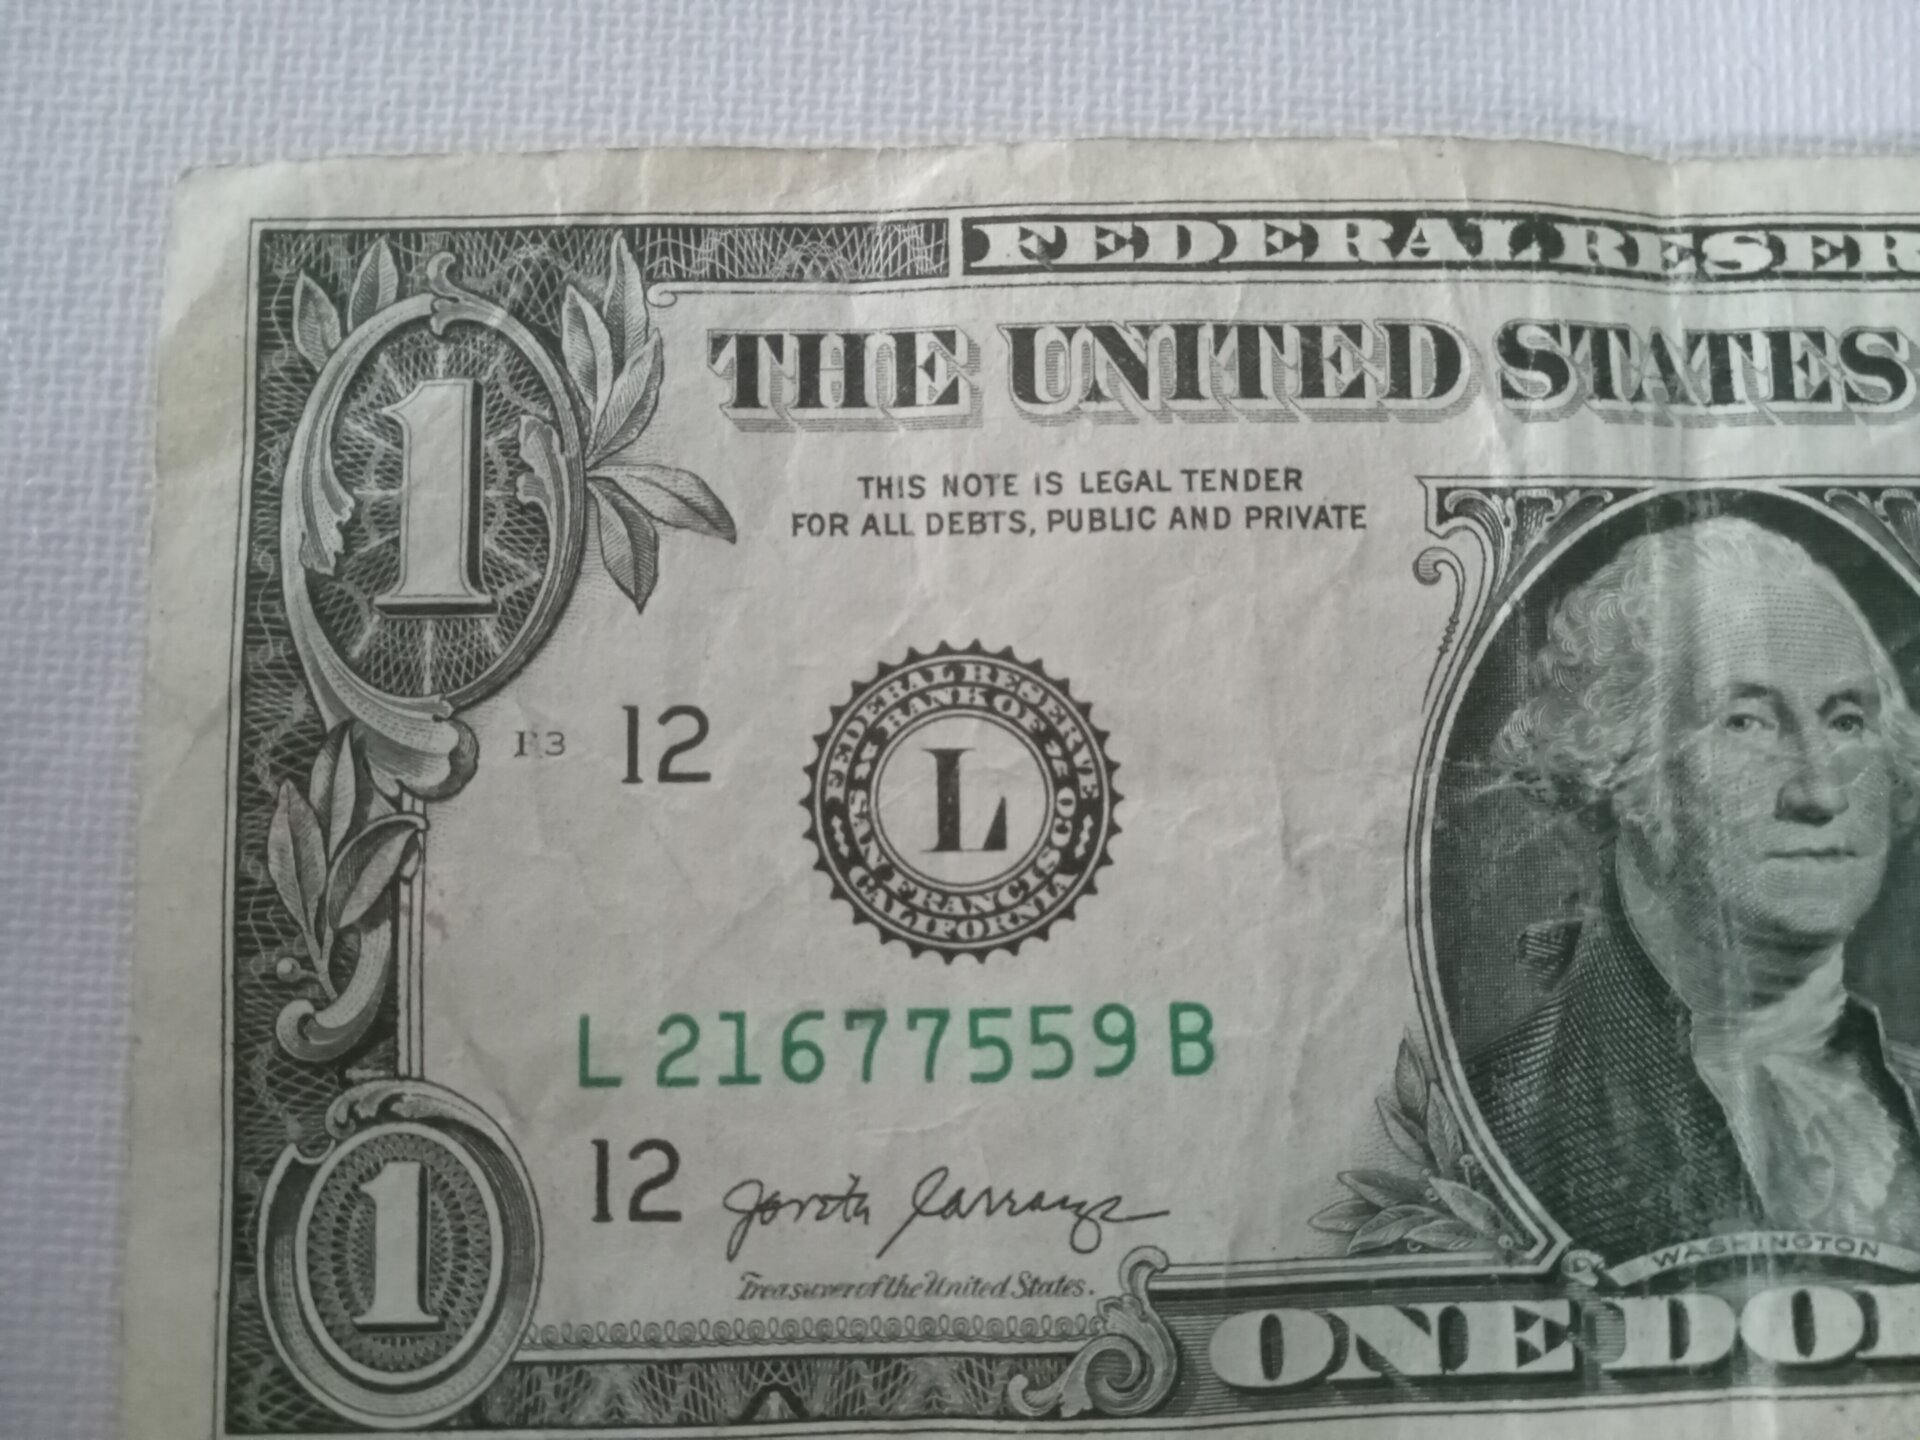 FEDERAL RESER
THE UNITED STATES
THIS NOTE IS LEGAL TENDER
FOR ALL DEBTS, PUBLIC AND PRIVATE
1
F3 12
FEDERAL RESERVE
BANK OF
L
SAN FRANCISCO
CALIFORNIA
L 21677559 B
12
Treasurer of the United States.
WASHINGTON
1
ONE DOL